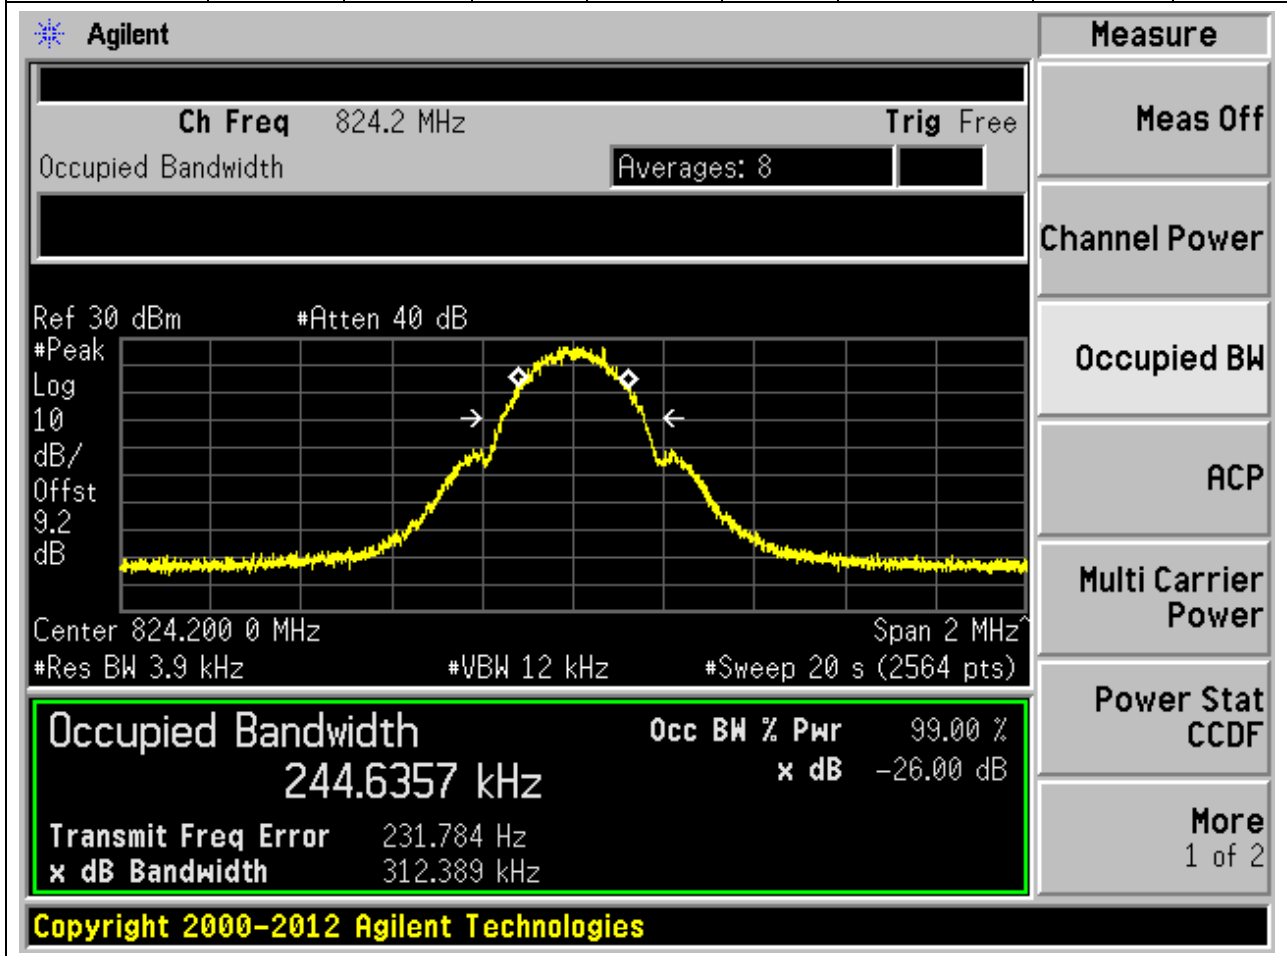 Agilent
Measure
Ch Freq 824.2 MHz Trig Free
Occupied Bandwidth Averages: 8
Meas Off
Channel Power
Occupied BW
ACP
Multi Carrier
Power
Power Stat
CCDF
More
1 of 2
Ref 30 dBm #Atten 40 dB
#Peak
Log
10
dB/
Offst
9.2
dB
Center 824.200 0 MHz Span 2 MHz^
#Res BW 3.9 kHz #VBW 12 kHz #Sweep 20 s (2564 pts)
Occupied Bandwidth Occ BW % Pwr 99.00 %
244.6357 kHz x dB -26.00 dB
Transmit Freq Error 231.784 Hz
x dB Bandwidth 312.389 kHz
Copyright 2000-2012 Agilent Technologies